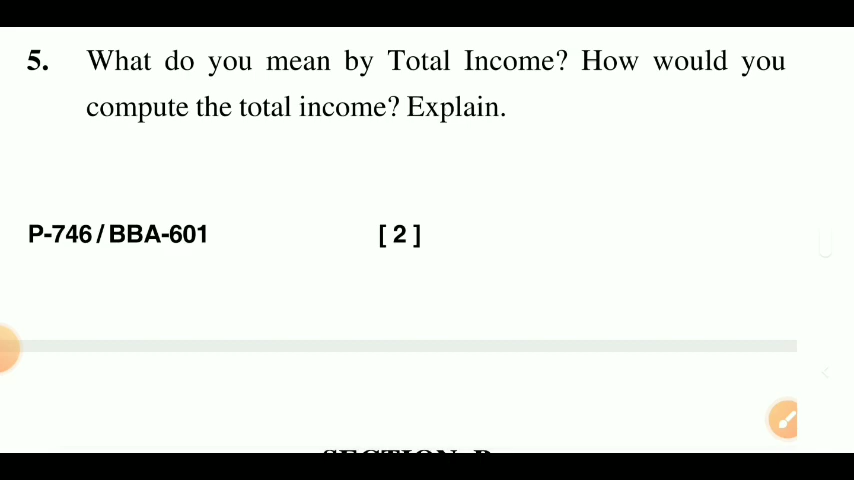 5. What do you mean by Total Income? How would you
compute the total income? Explain.
P-746 / BBA-601 [ 2 ]